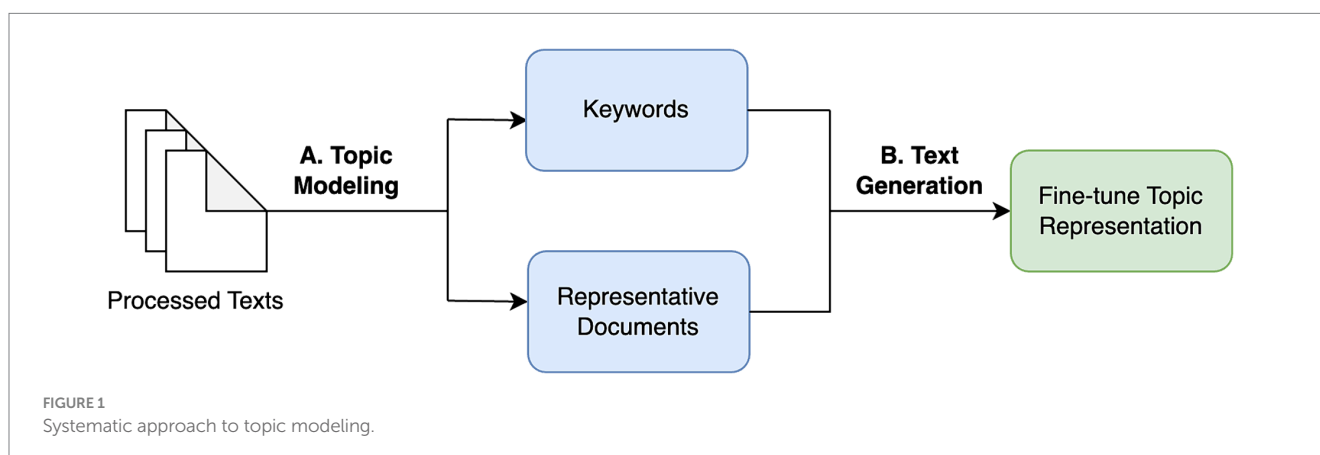 Processed Texts
A. Topic
Modeling
Keywords
Representative
Documents
B. Text
Generation
Fine-tune Topic
Representation
FIGURE 1
Systematic approach to topic modeling.